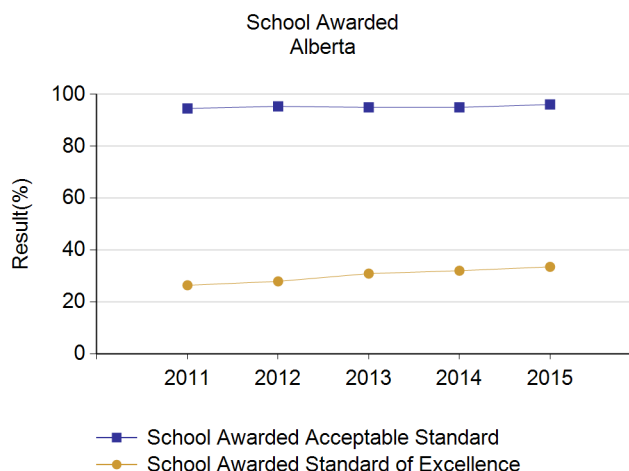 School Awarded
Alberta
Result(%)
100
80
60
40
20
0
2011 2012 2013 2014 2015
School Awarded Acceptable Standard
School Awarded Standard of Excellence